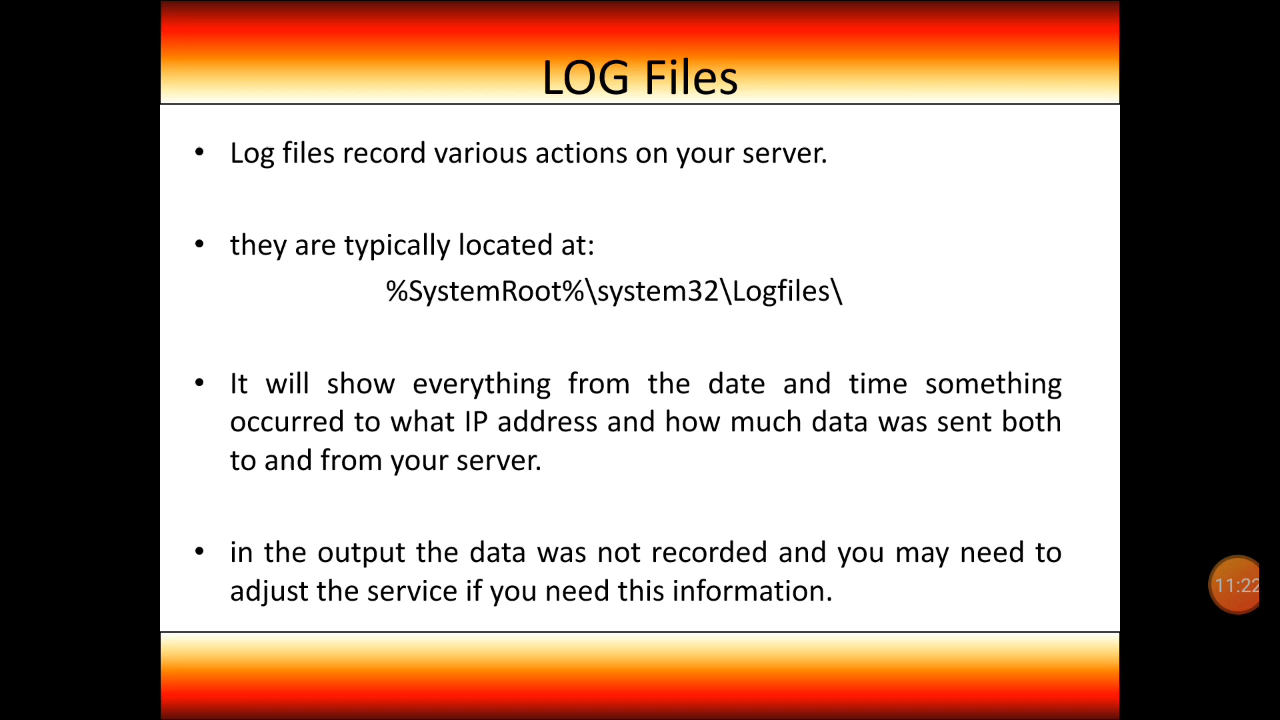 LOG Files
• Log files record various actions on your server.
• they are typically located at:
%SystemRoot%\system32\Logfiles\
• It will show everything from the date and time something
occurred to what IP address and how much data was sent both
to and from your server.
• in the output the data was not recorded and you may need to
adjust the service if you need this information.
11:22